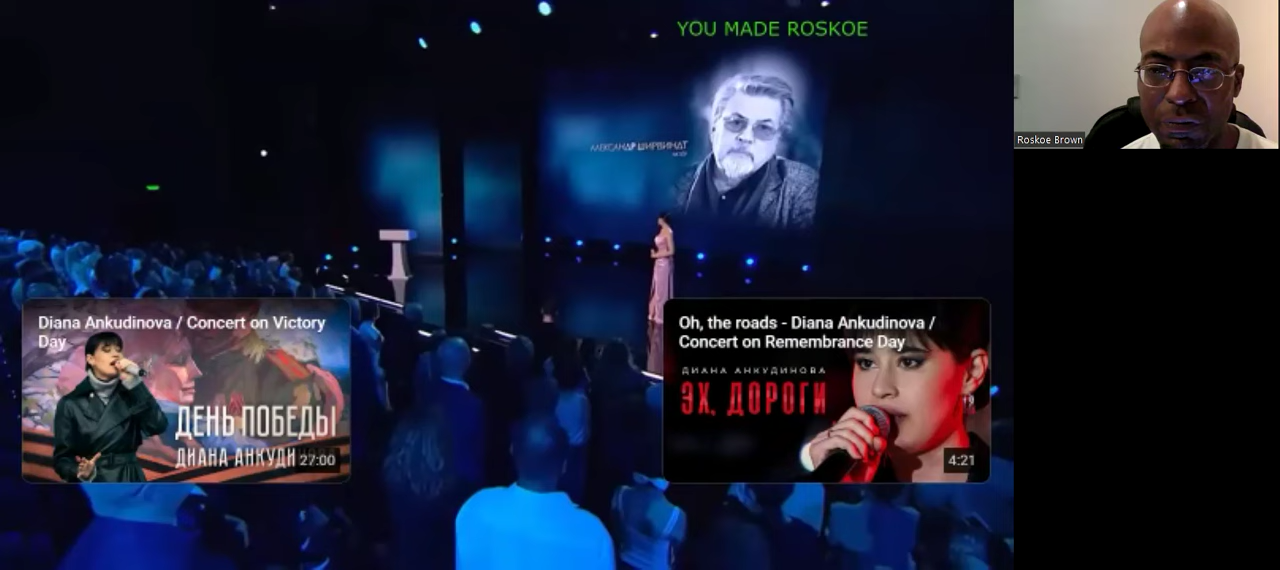 YOU MADE ROSKOE
Roskoe Brown
АЛЕКСАНДР ШИРВИНДТ
Diana Ankudinova / Concert on Victory
Day
ДЕНЬ ПОБЕДЫ
ДИАНА АНКУДИ
27:00
Oh, the roads - Diana Ankudinova /
Concert on Remembrance Day
ДИАНА АНКУДИНОВА
ЭХ, ДОРОГИ
4:21